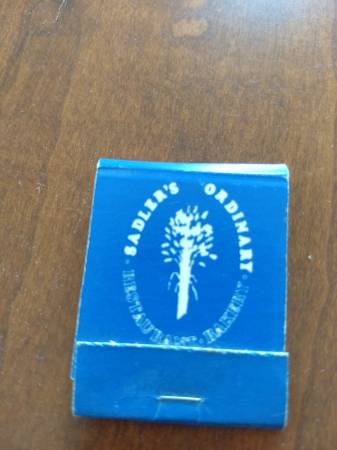 SADLER'S ORDINARY
· RESTAURANT · BAKERY ·